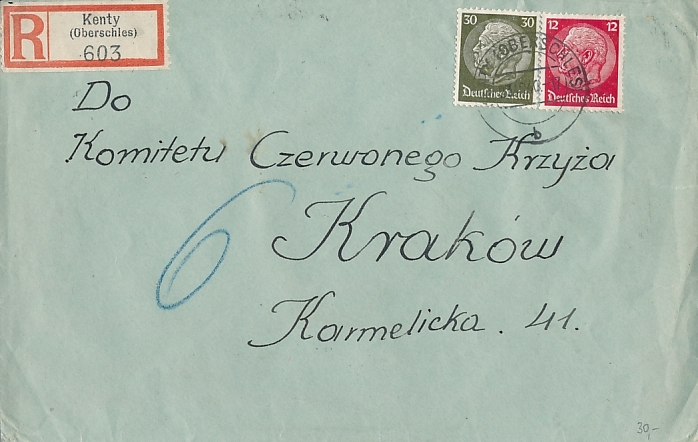 R
Kenty
(Oberschles)
603
30 30
Deutsches Reich
12 12
Deutsches Reich
Do
Komitetu Czerwonego Krzyża
6
Kraków
Karmelicka . 41.
30,-